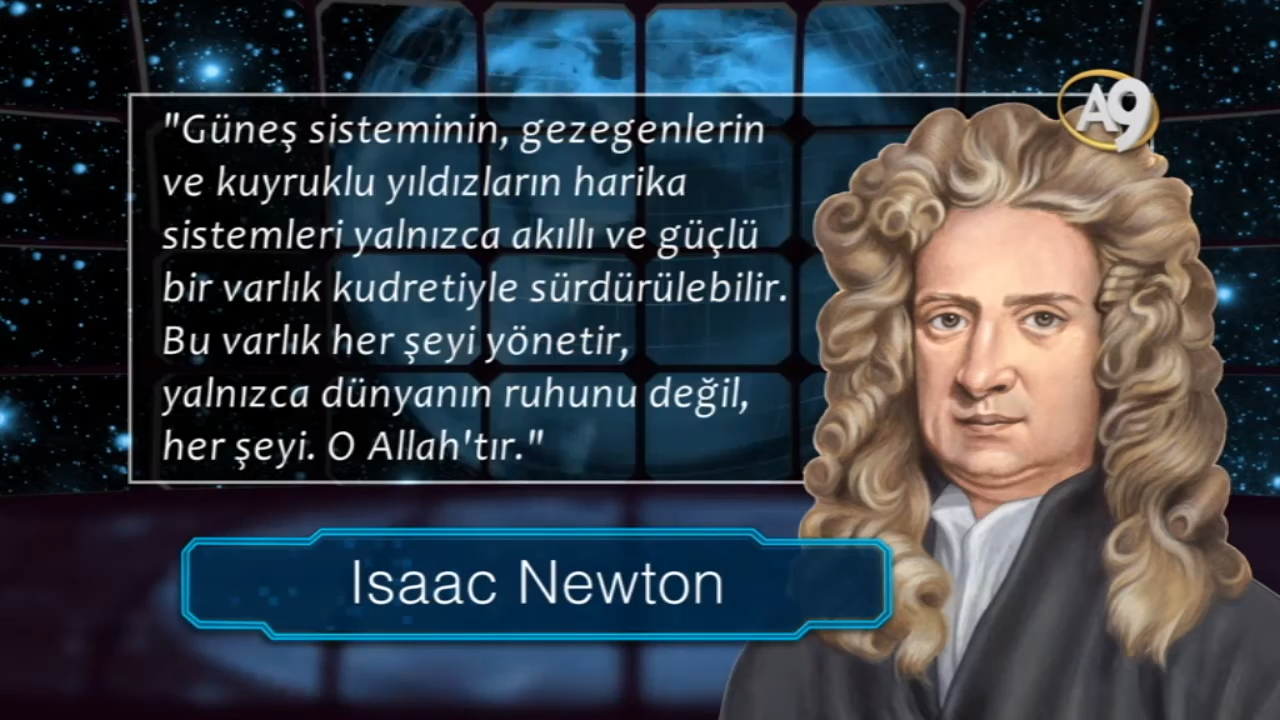 A9
"Güneş sisteminin, gezegenlerin
ve kuyruklu yıldızların harika
sistemleri yalnızca akıllı ve güçlü
bir varlık kudretiyle sürdürülebilir.
Bu varlık her şeyi yönetir,
yalnızca dünyanın ruhunu değil,
her şeyi. O Allah'tır."
Isaac Newton